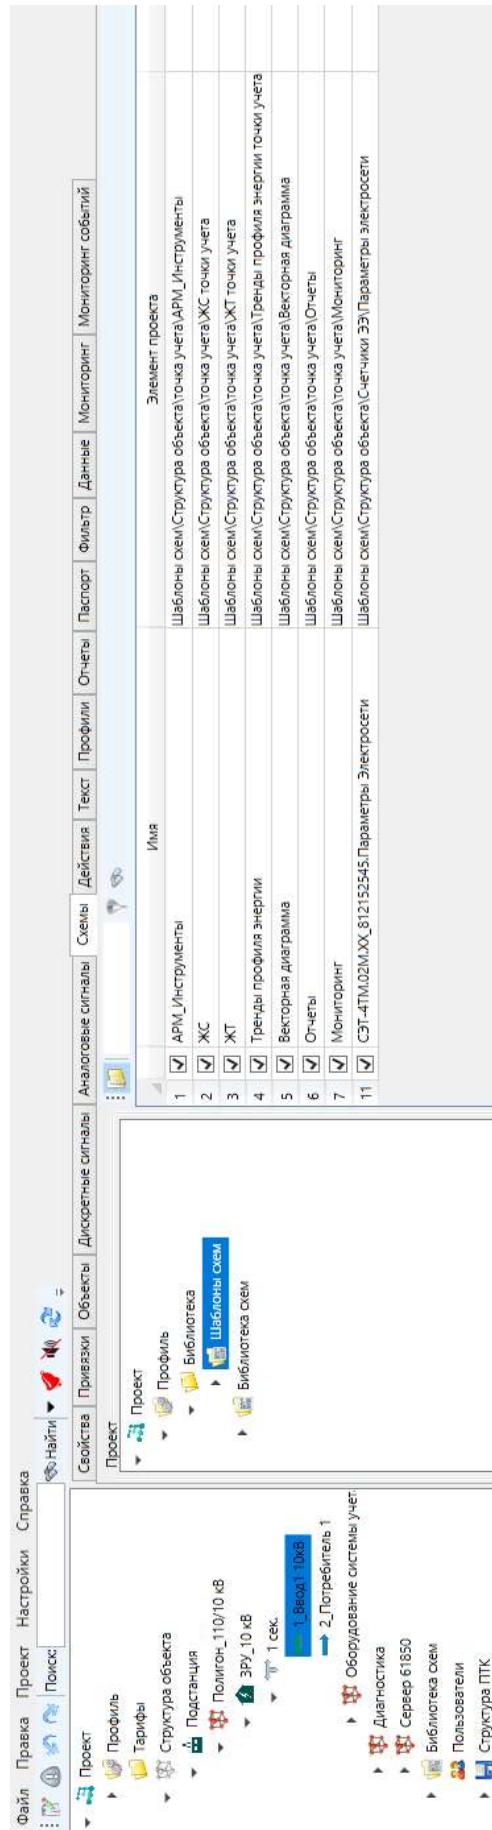 Файл Правка Проект Настройки Справка
Поиск: Найти
Проект
Профиль
Тарифы
Структура объекта
Подстанция
Полигон_110/10 кВ
ЗРУ_10 кВ
1 сек.
1_Ввод1 10кВ
2_Потребитель 1
Оборудование системы учет.
Диагностика
Сервер 61850
Библиотека схем
Пользователи
Структура ПТК
Свойства Привязки Объекты Дискретные сигналы Аналоговые сигналы Схемы Действия Текст Профили Отчеты Паспорт Фильтр Данные Мониторинг Мониторинг событий
Проект
Проект
Профиль
Библиотека
Шаблоны схем
Библиотека схем
Имя Элемент проекта
1 АРМ_Инструменты Шаблоны схем\Структура объекта\точка учета\АРМ_Инструменты
2 ЖС Шаблоны схем\Структура объекта\точка учета\ЖС точки учета
3 ЖТ Шаблоны схем\Структура объекта\точка учета\ЖТ точки учета
4 Тренды профиля энергии Шаблоны схем\Структура объекта\точка учета\Тренды профиля энергии точки учета
5 Векторная диаграмма Шаблоны схем\Структура объекта\точка учета\Векторная диаграмма
6 Отчеты Шаблоны схем\Структура объекта\точка учета\Отчеты
7 Мониторинг Шаблоны схем\Структура объекта\точка учета\Мониторинг
11 СЭТ-4ТМ.02М.XX_812152545.Параметры Электросети Шаблоны схем\Структура объекта\Счетчики ЭЭ\Параметры электросети